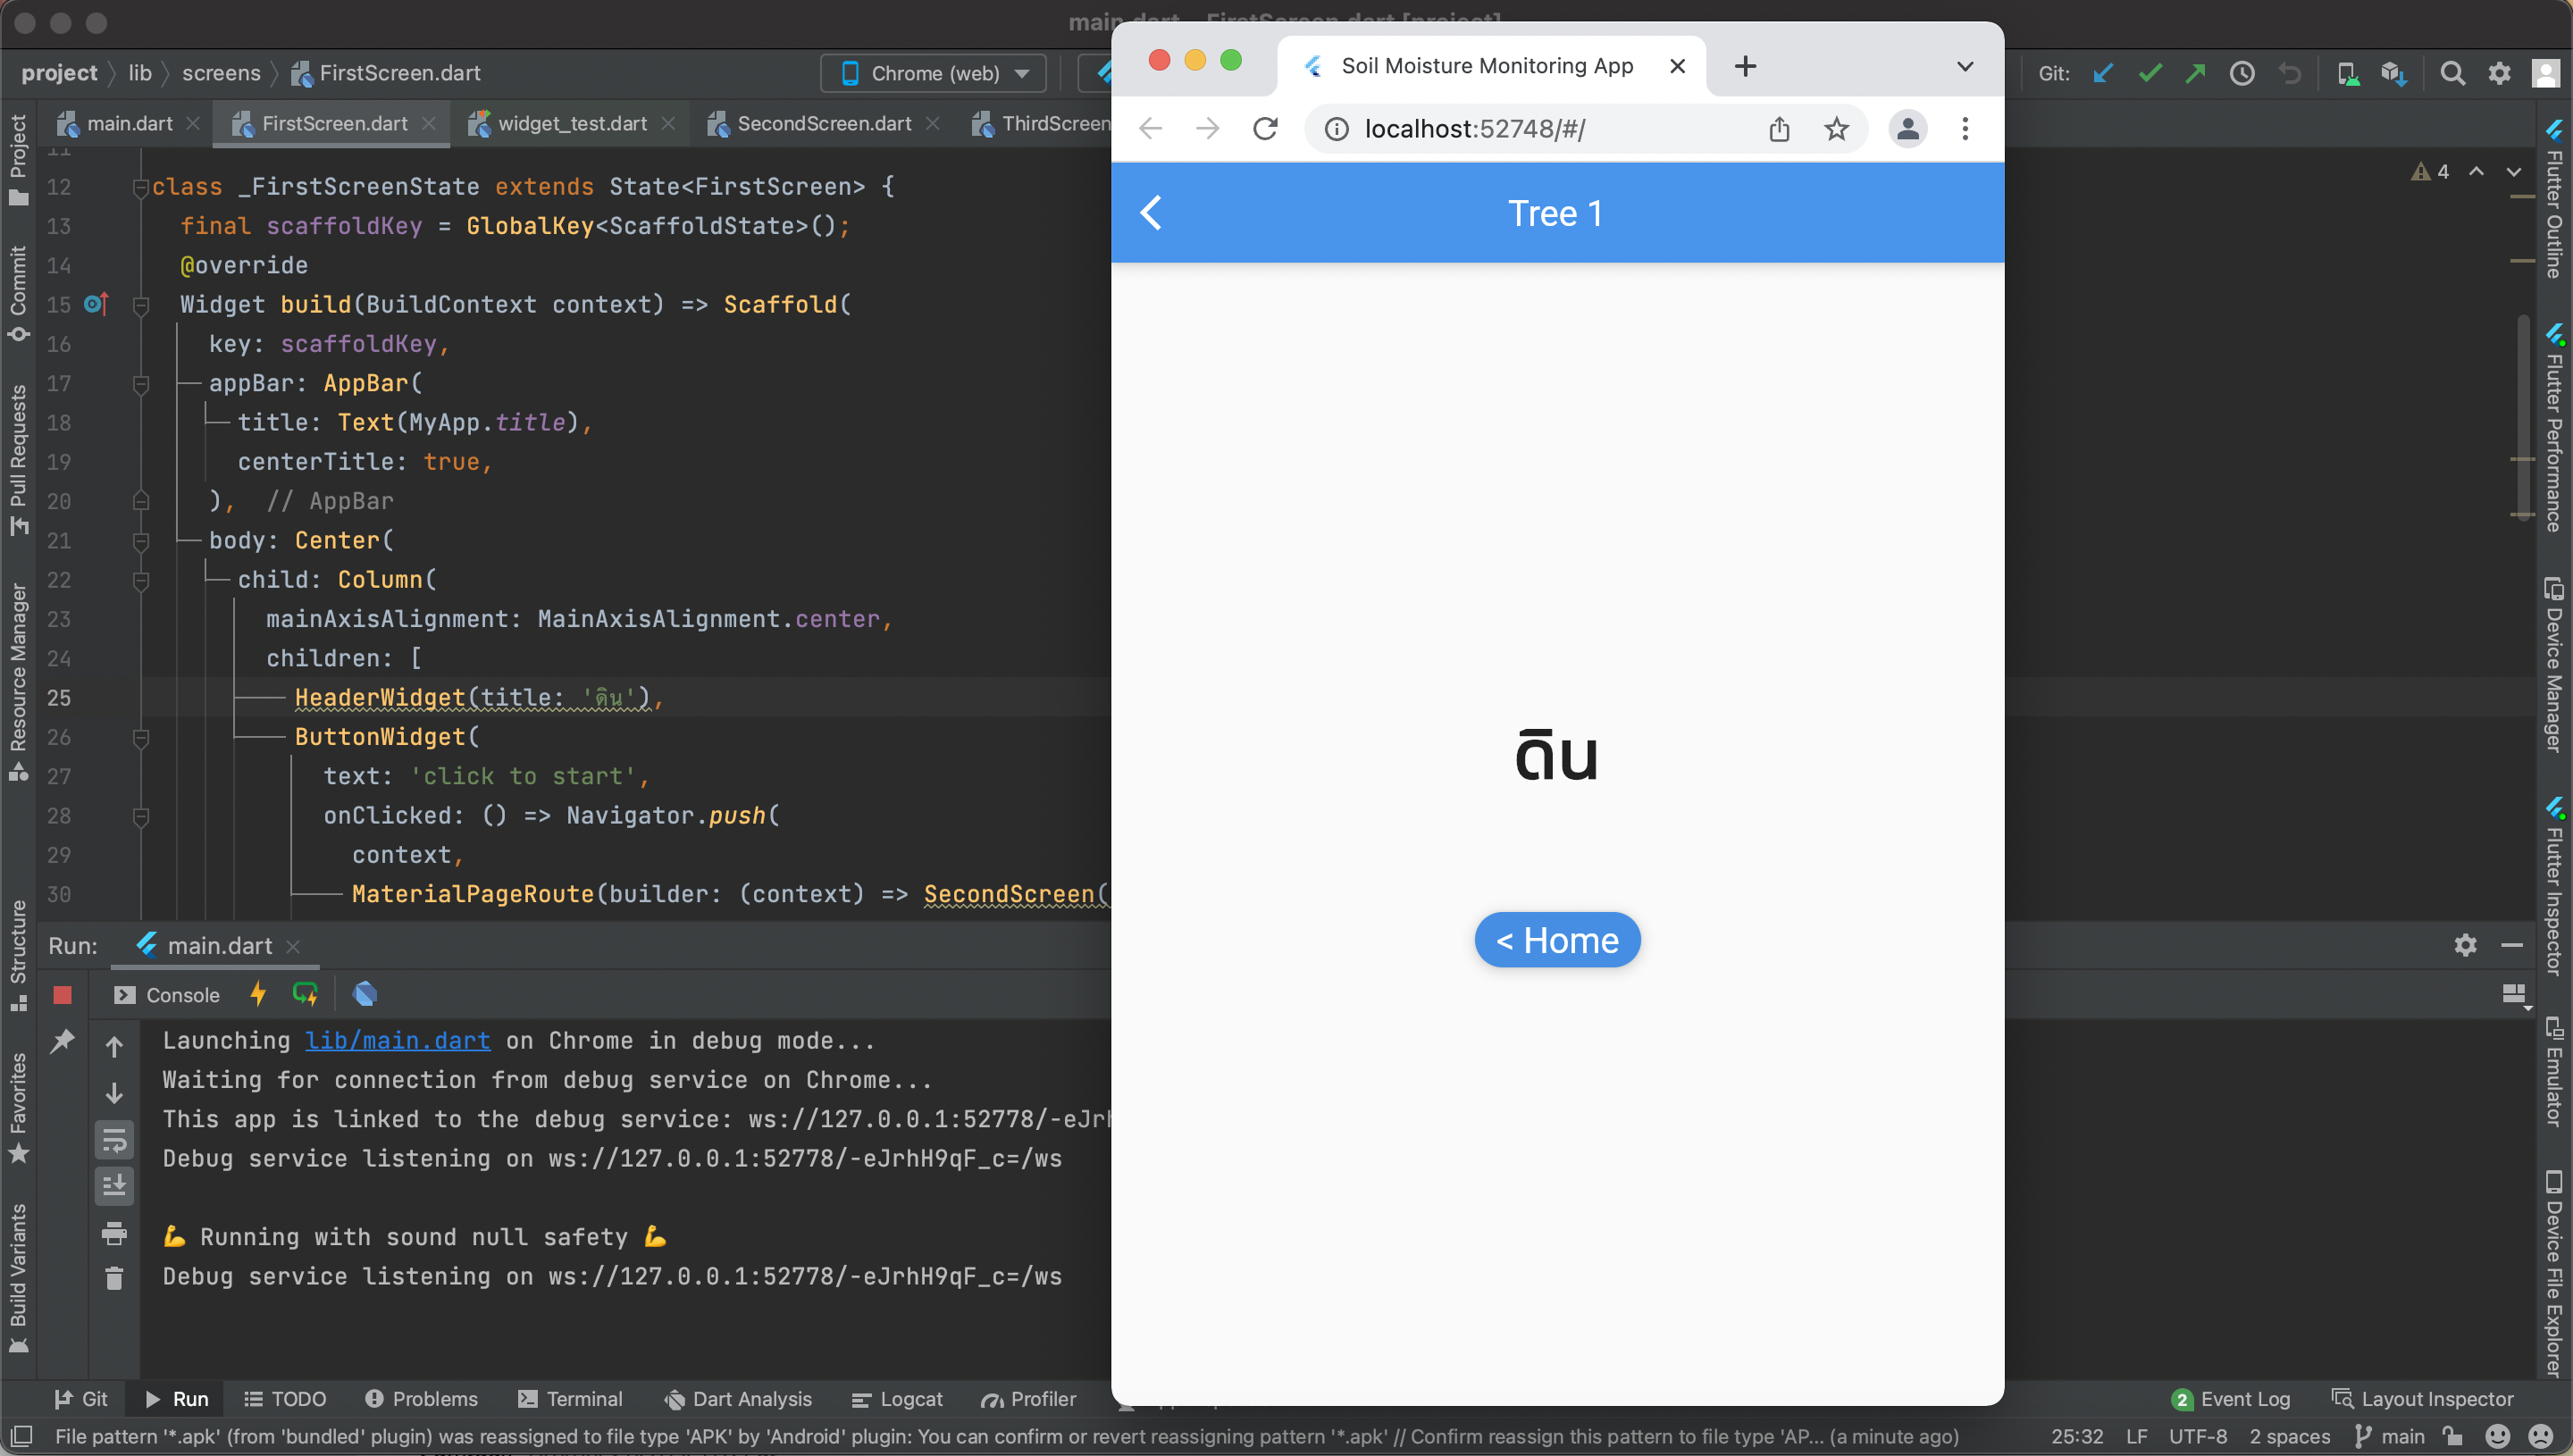 project lib screens FirstScreen.dart
Chrome (web)
Git:
main.dart
FirstScreen.dart
widget_test.dart
SecondScreen.dart
ThirdScreen
12 class _FirstScreenState extends State<FirstScreen> {
13 final scaffoldKey = GlobalKey<ScaffoldState>();
14 @override
15 Widget build(BuildContext context) => Scaffold(
16 key: scaffoldKey,
17 appBar: AppBar(
18 title: Text(MyApp.title),
19 centerTitle: true,
20 ), // AppBar
21 body: Center(
22 child: Column(
23 mainAxisAlignment: MainAxisAlignment.center,
24 children: [
25 HeaderWidget(title: 'ดิน'),
26 ButtonWidget(
27 text: 'click to start',
28 onClicked: () => Navigator.push(
29 context,
30 MaterialPageRoute(builder: (context) => SecondScreen(
4
Soil Moisture Monitoring App
localhost:52748/#/
Tree 1
ดิน
< Home
Run: main.dart
Console
Launching lib/main.dart on Chrome in debug mode...
Waiting for connection from debug service on Chrome...
This app is linked to the debug service: ws://127.0.0.1:52778/-eJrh
Debug service listening on ws://127.0.0.1:52778/-eJrhH9qF_c=/ws
💪 Running with sound null safety 💪
Debug service listening on ws://127.0.0.1:52778/-eJrhH9qF_c=/ws
Project
Commit
Pull Requests
Resource Manager
Structure
Favorites
Build Variants
Flutter Outline
Flutter Performance
Device Manager
Flutter Inspector
Emulator
Device File Explorer
Git
Run
TODO
Problems
Terminal
Dart Analysis
Logcat
Profiler
2 Event Log
Layout Inspector
File pattern '*.apk' (from 'bundled' plugin) was reassigned to file type 'APK' by 'Android' plugin: You can confirm or revert reassigning pattern '*.apk' // Confirm reassign this pattern to file type 'AP... (a minute ago)
25:32 LF UTF-8 2 spaces main